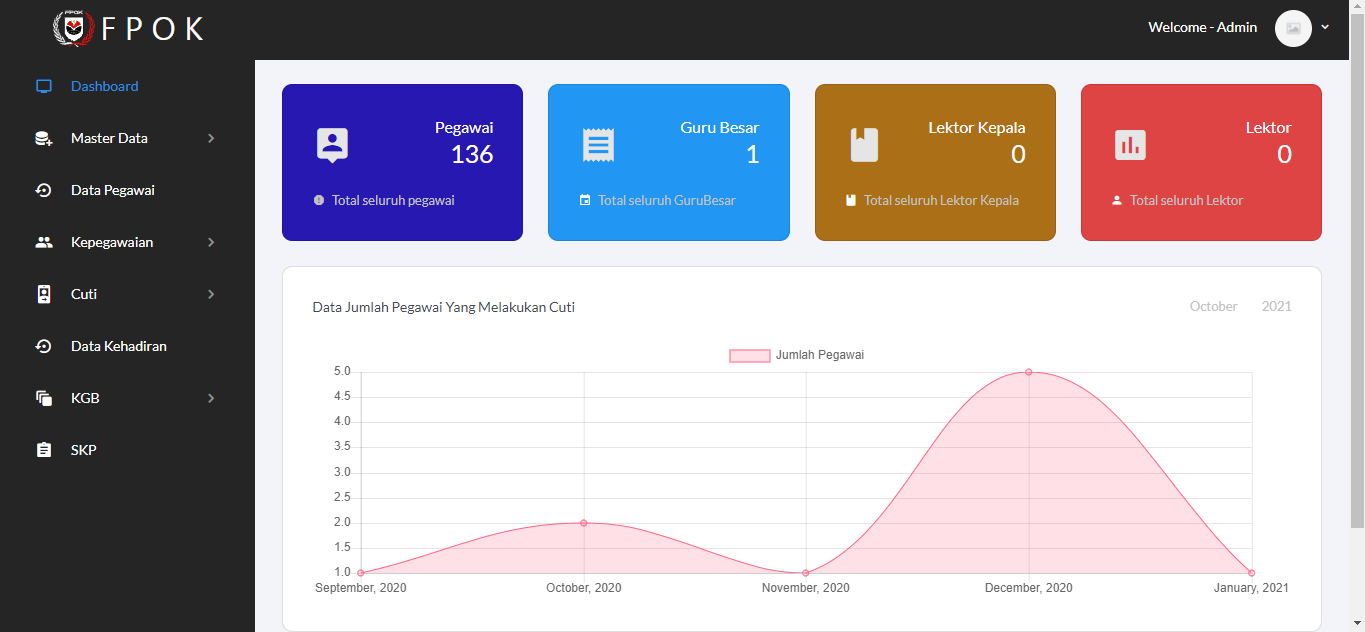 FPOK
FPOK
Welcome - Admin
Dashboard
Master Data
Data Pegawai
Kepegawaian
Cuti
Data Kehadiran
KGB
SKP
Pegawai
136
Total seluruh pegawai
Guru Besar
1
Total seluruh GuruBesar
Lektor Kepala
0
Total seluruh Lektor Kepala
Lektor
0
Total seluruh Lektor
Data Jumlah Pegawai Yang Melakukan Cuti
October 2021
Jumlah Pegawai
5.0
4.5
4.0
3.5
3.0
2.5
2.0
1.5
1.0
September, 2020 October, 2020 November, 2020 December, 2020 January, 2021